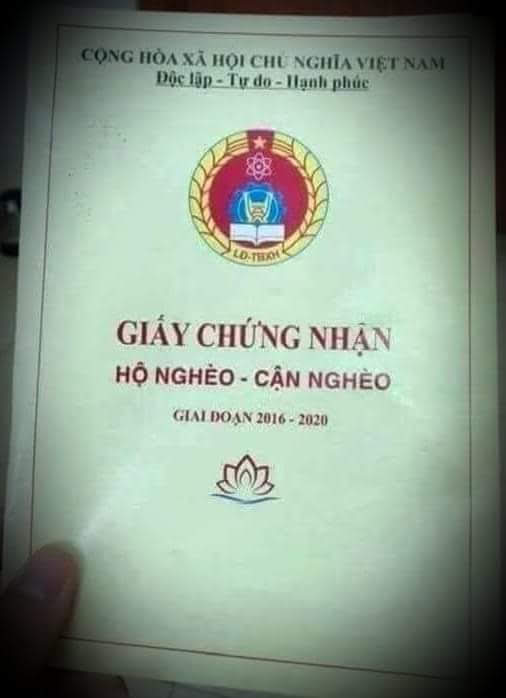 CỘNG HÒA XÃ HỘI CHỦ NGHĨA VIỆT NAM
Độc lập - Tự do - Hạnh phúc
LĐ-TBXH
GIẤY CHỨNG NHẬN
HỘ NGHÈO - CẬN NGHÈO
GIAI ĐOẠN 2016 - 2020